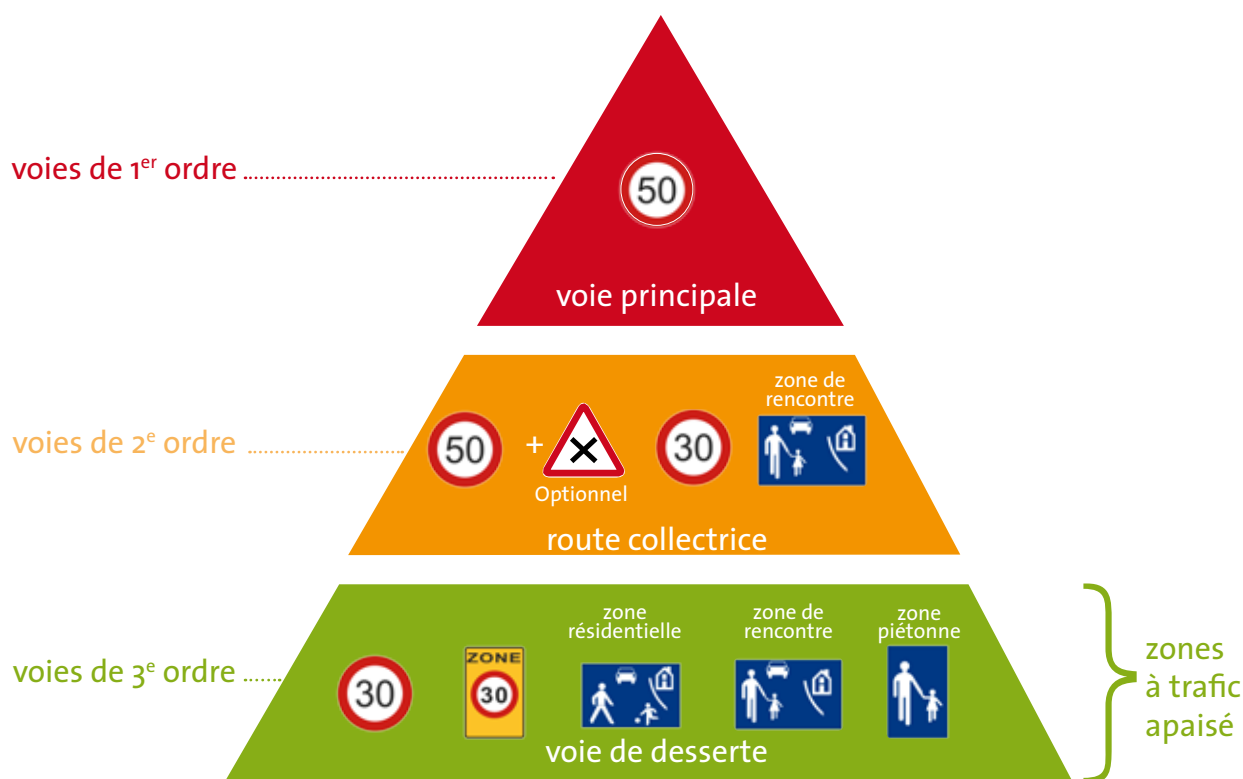 voies de 1er ordre
50
voie principale
zone de
rencontre
voies de 2e ordre
50
+
30
Optionnel
route collectrice
zone
résidentielle
zone de
rencontre
zone
piétonne
voies de 3e ordre
30
ZONE
30
voie de desserte
zones
à trafic
apaisé